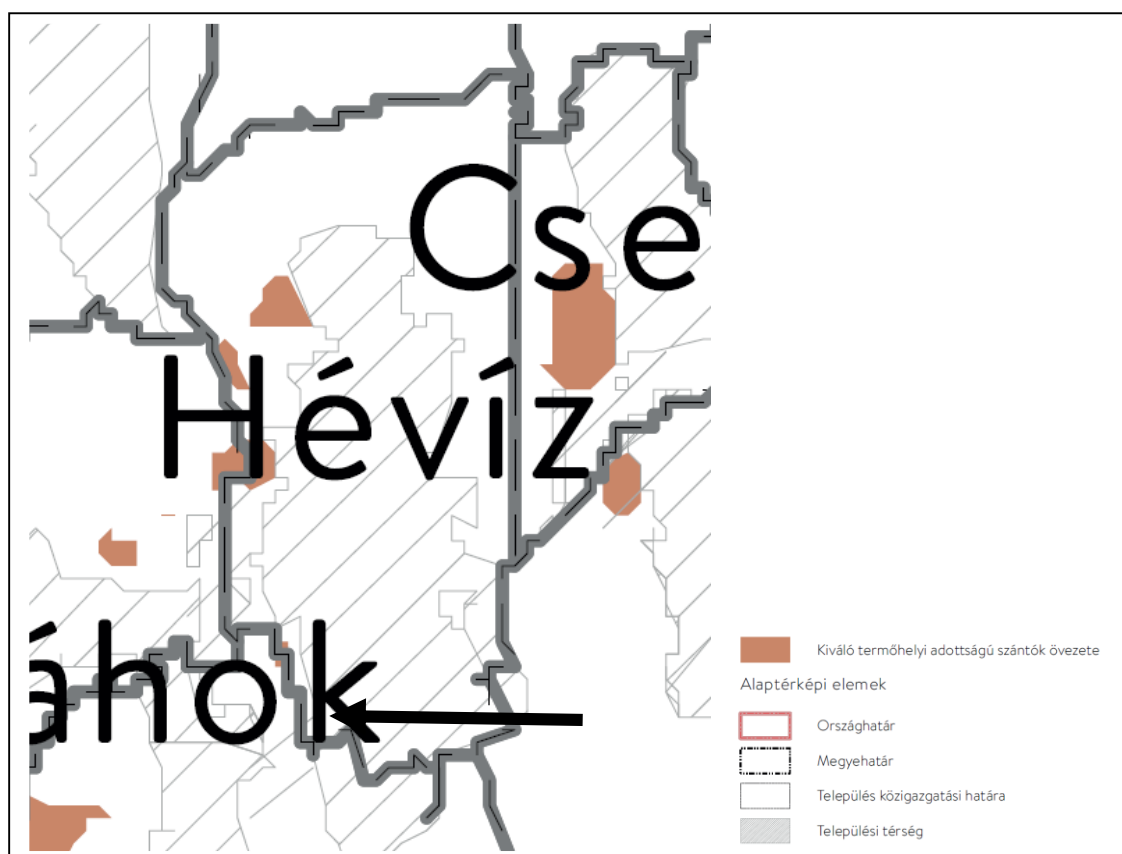 Cse
Hévíz
áhok
Kiváló termőhelyi adottságú szántók övezete
Alaptérképi elemek
Országhatár
Megyehatár
Település közigazgatási határa
Települési térség